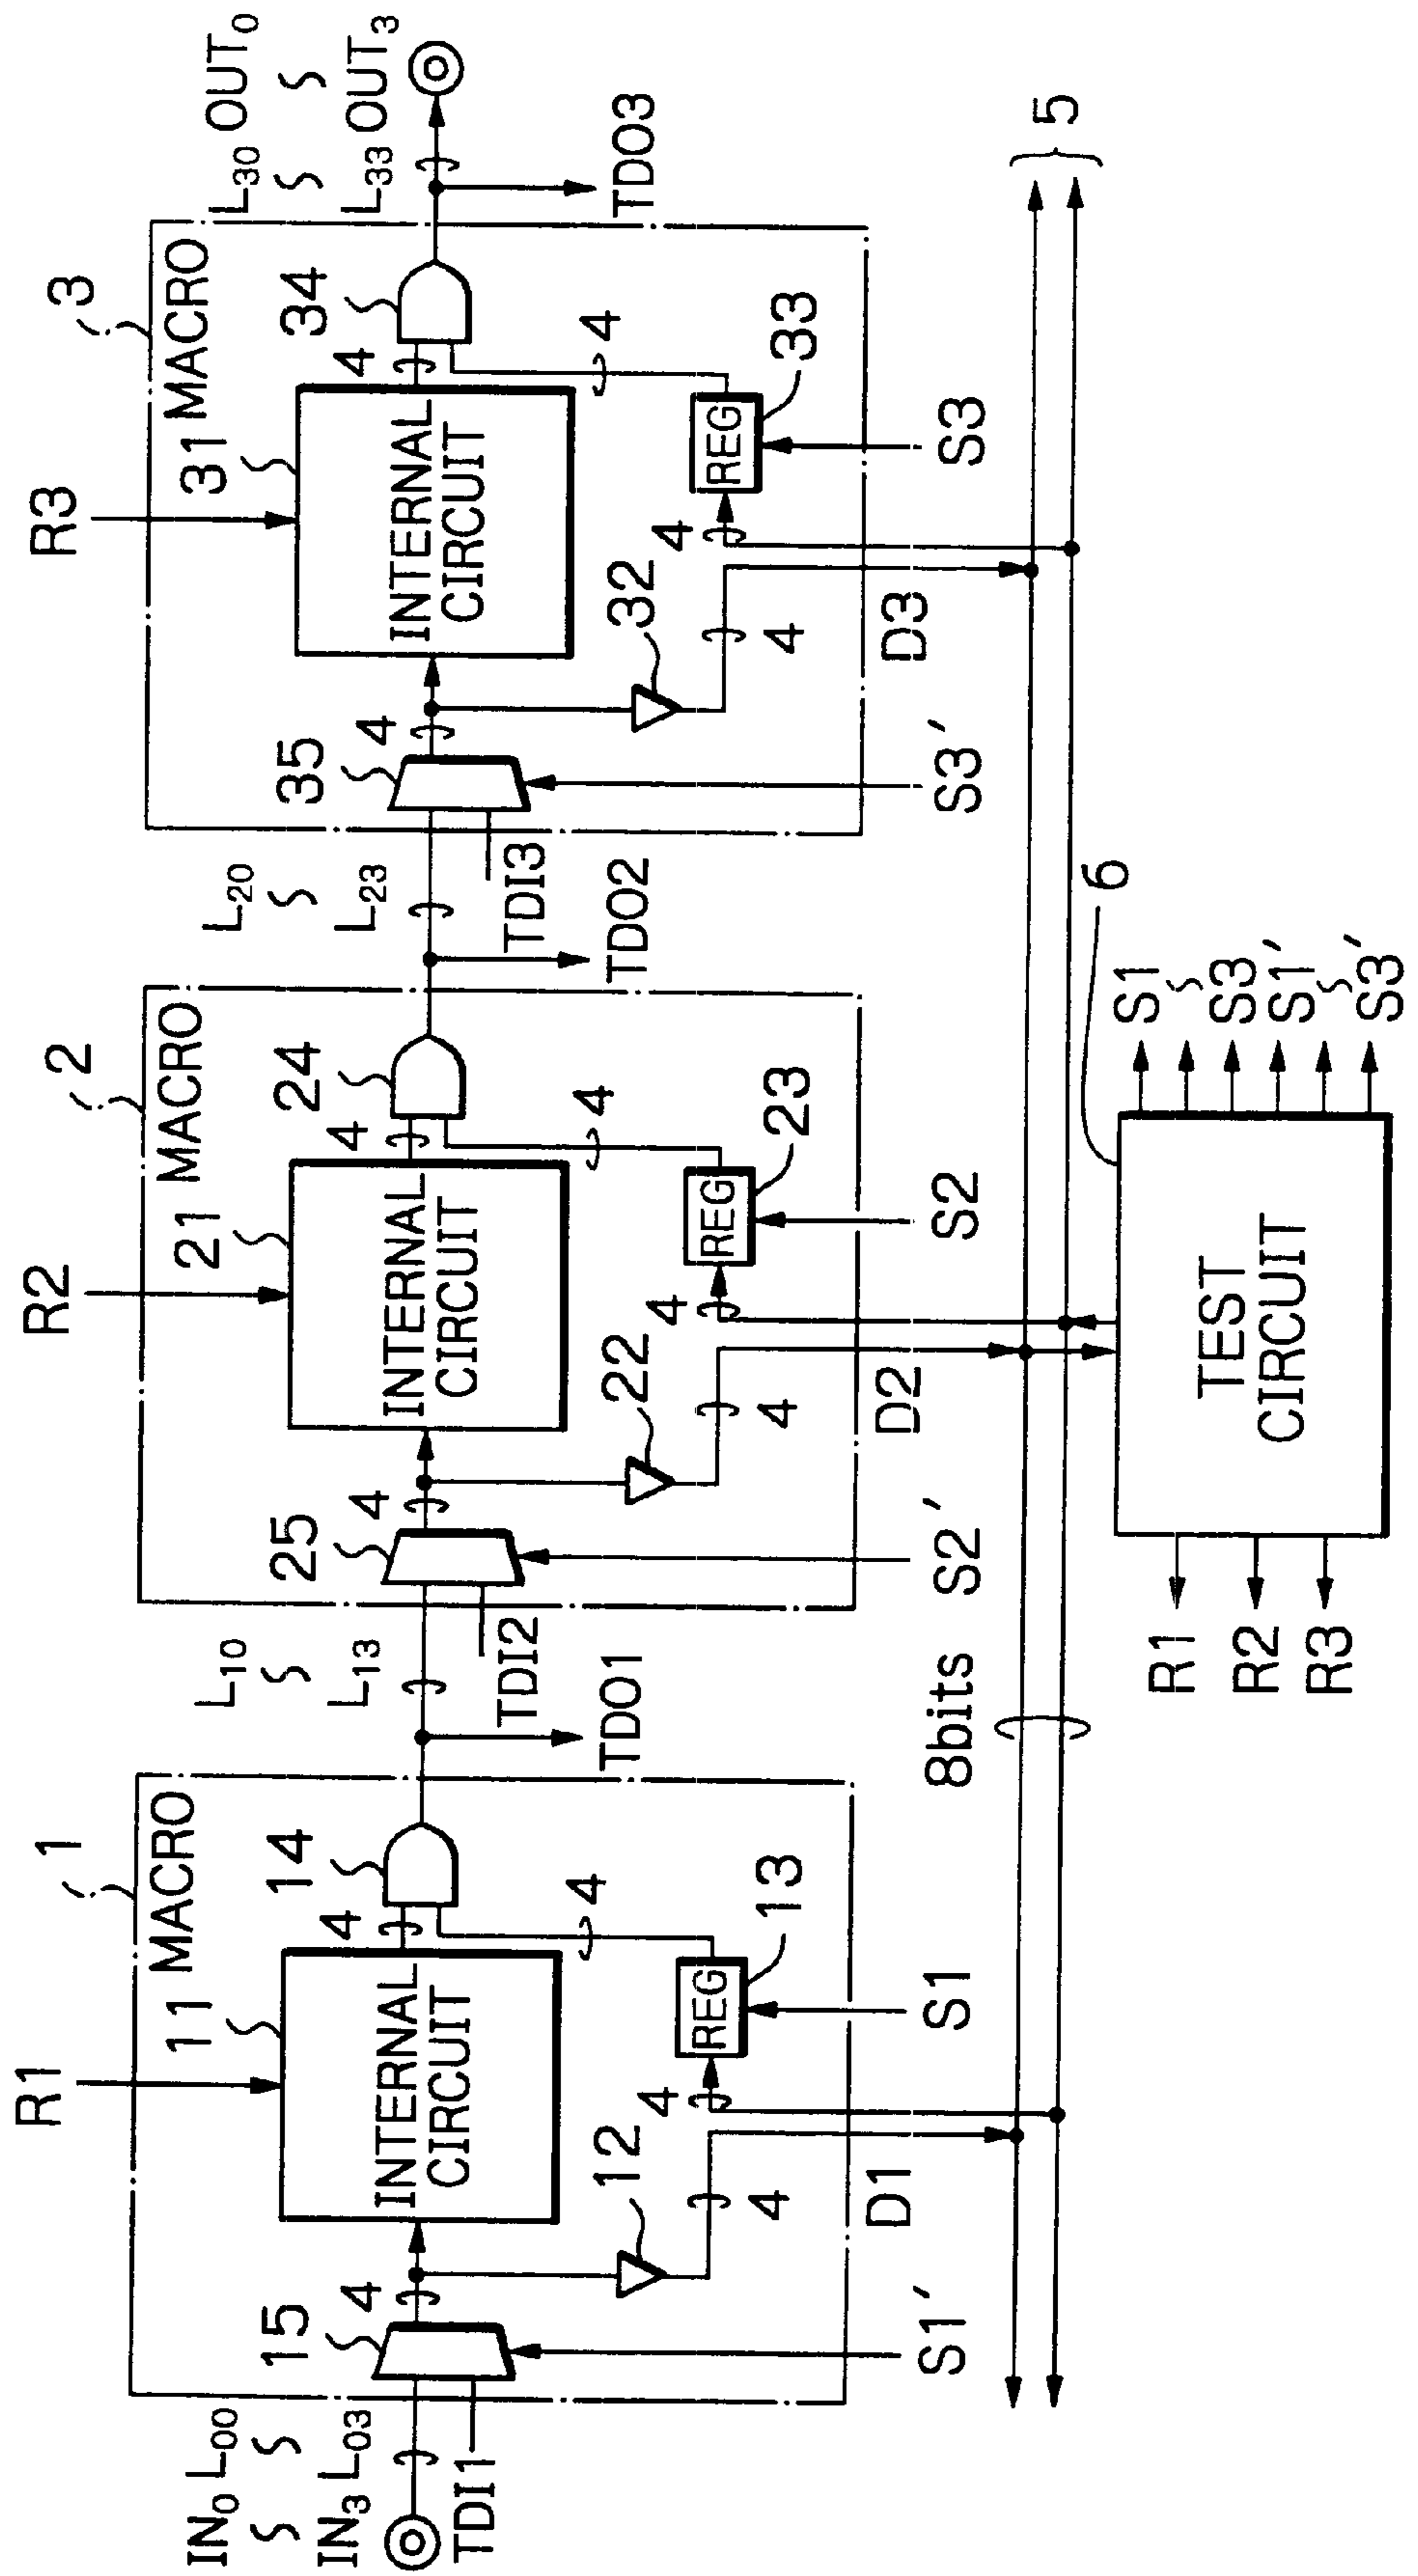 R1
R2
R3
1
2
3
MACRO
MACRO
MACRO
IN0 L00
IN3 L03
L10
L13
L20
L23
L30 OUT0
L33 OUT3
15
4
11
INTERNAL
CIRCUIT
4
14
25
4
21
INTERNAL
CIRCUIT
4
24
35
4
31
INTERNAL
CIRCUIT
4
34
TDI1
TDO1
TDI2
TDO2
TDI3
TDO3
12
4
4
REG
13
4
22
4
4
REG
23
4
32
4
4
REG
33
4
S1′
D1
S1
S2′
D2
S2
S3′
D3
S3
8bits
5
6
TEST
CIRCUIT
R1
R2
R3
S1
S3
S1′
S3′